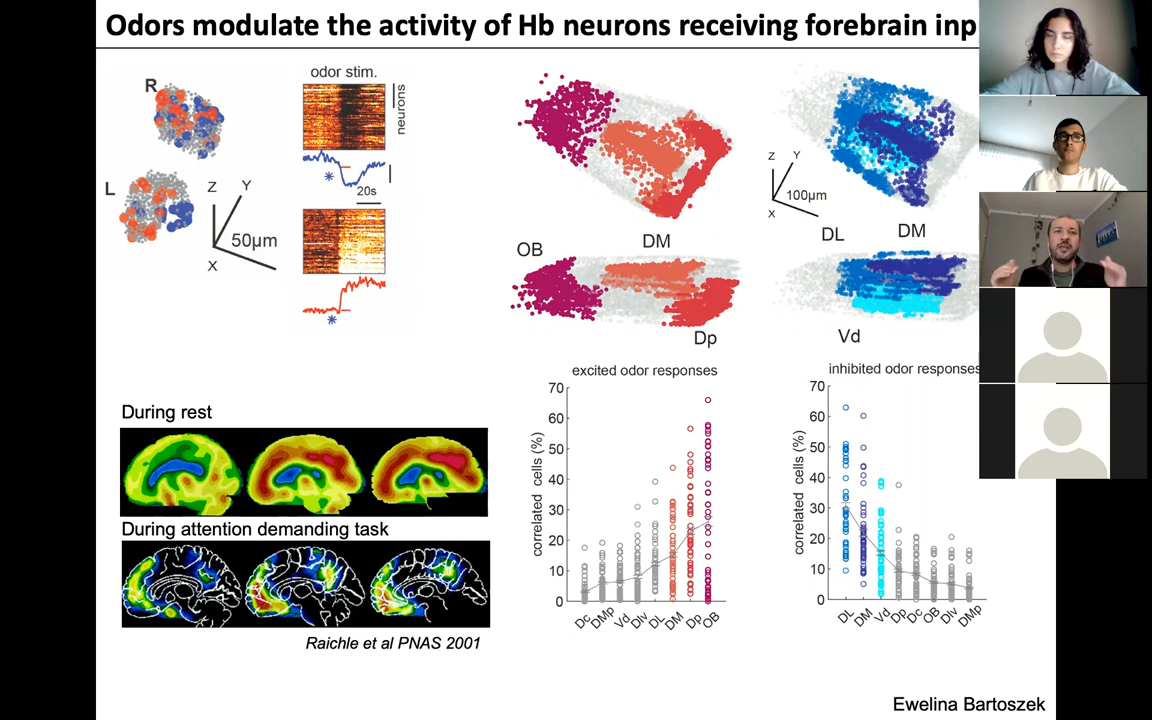 Odors modulate the activity of Hb neurons receiving forebrain inp
R
L
Z
Y
X
50µm
odor stim.
neurons
*
20s
*
OB
DM
Dp
Z
Y
X
100µm
DL
DM
Vd
During rest
During attention demanding task
Raichle et al PNAS 2001
excited odor responses
correlated cells (%)
70
60
50
40
30
20
10
0
Dc
DMp
Vd
Dlv
DL
DM
Dp
OB
inhibited odor responses
correlated cells (%)
70
60
50
40
30
20
10
0
DL
DM
Vd
Dp
Dc
OB
Dlv
DMp
Ewelina Bartoszek